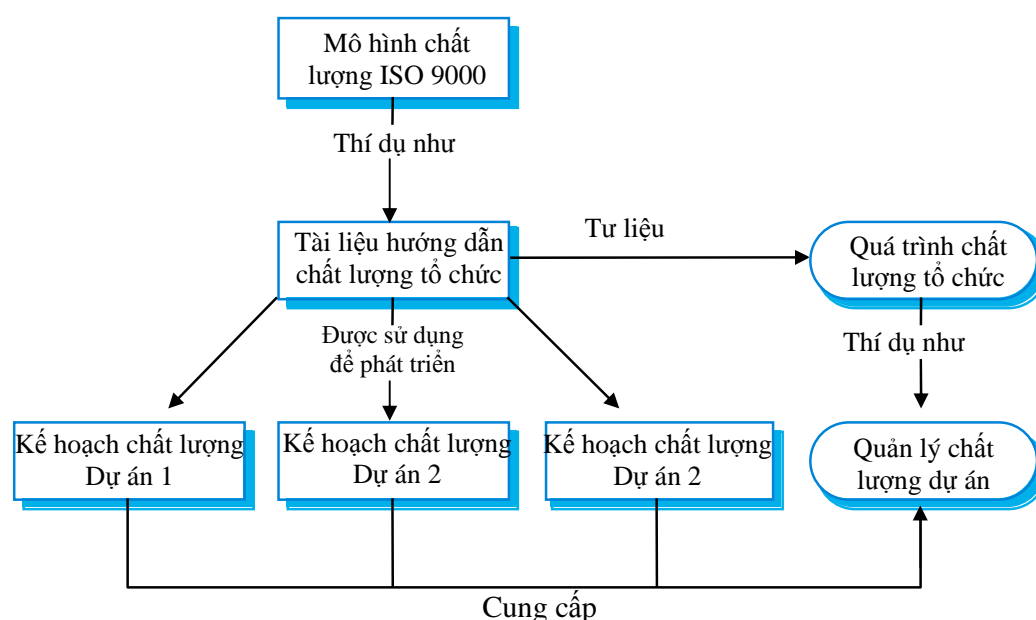 Mô hình chất
lượng ISO 9000
Thí dụ như
Tài liệu hướng dẫn
chất lượng tổ chức
Tư liệu
Quá trình chất
lượng tổ chức
Được sử dụng
để phát triển
Thí dụ như
Kế hoạch chất lượng
Dự án 1
Kế hoạch chất lượng
Dự án 2
Kế hoạch chất lượng
Dự án 2
Quản lý chất
lượng dự án
Cung cấp